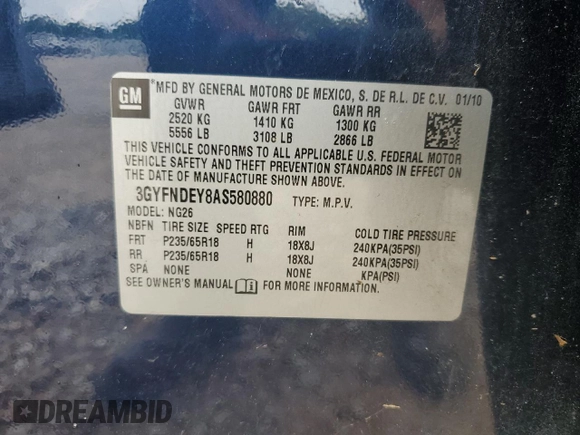 GM
MFD BY GENERAL MOTORS DE MEXICO, S. DE R.L. DE C.V. 01/10
GVWR GAWR FRT GAWR RR
2520 KG 1410 KG 1300 KG
5556 LB 3108 LB 2866 LB
THIS VEHICLE CONFORMS TO ALL APPLICABLE U.S. FEDERAL MOTOR
VEHICLE SAFETY AND THEFT PREVENTION STANDARDS IN EFFECT ON
THE DATE OF MANUFACTURE SHOWN ABOVE.
3GYFNDEY8AS580880 TYPE: M.P.V.
MODEL: NG26
NBFN TIRE SIZE SPEED RTG RIM COLD TIRE PRESSURE
FRT P235/65R18 H 18X8J 240KPA(35PSI)
RR P235/65R18 H 18X8J 240KPA(35PSI)
SPA NONE NONE KPA(PSI)
SEE OWNER'S MANUAL FOR MORE INFORMATION.
DREAMBID